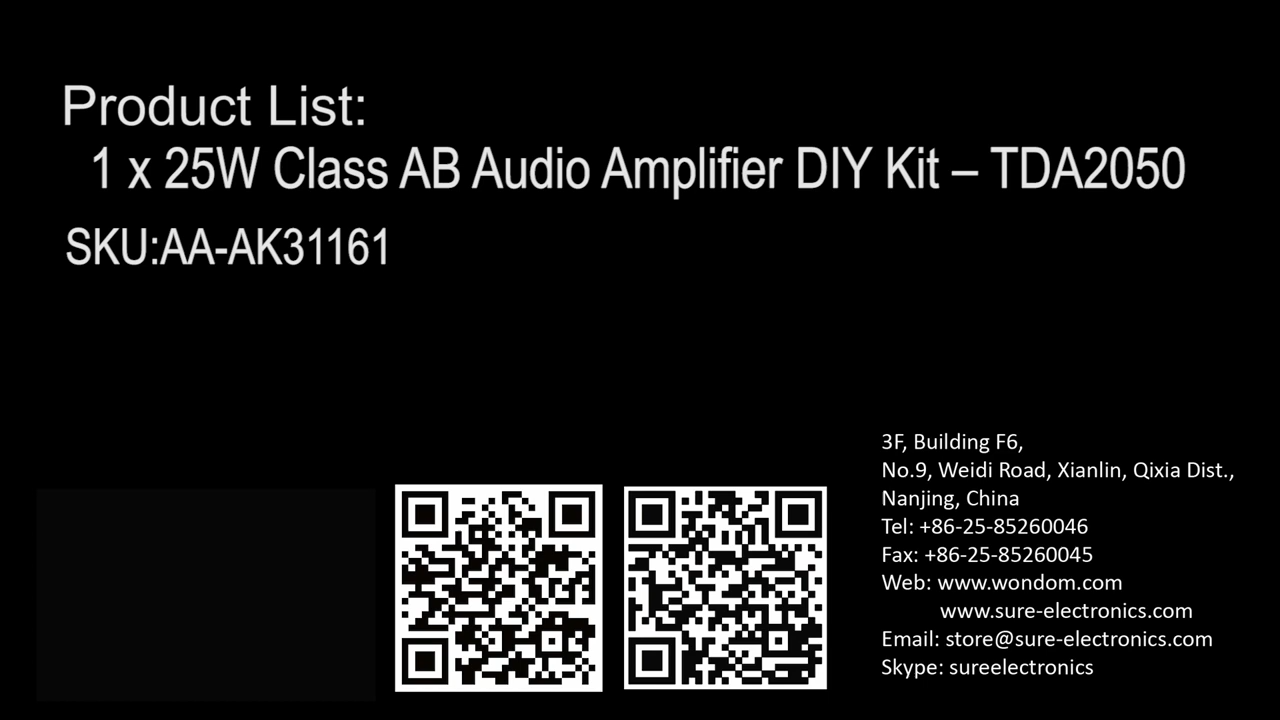 Product List:
1 x 25W Class AB Audio Amplifier DIY Kit – TDA2050
SKU:AA-AK31161
3F, Building F6,
No.9, Weidi Road, Xianlin, Qixia Dist.,
Nanjing, China
Tel: +86-25-85260046
Fax: +86-25-85260045
Web: www.wondom.com
www.sure-electronics.com
Email: store@sure-electronics.com
Skype: sureelectronics